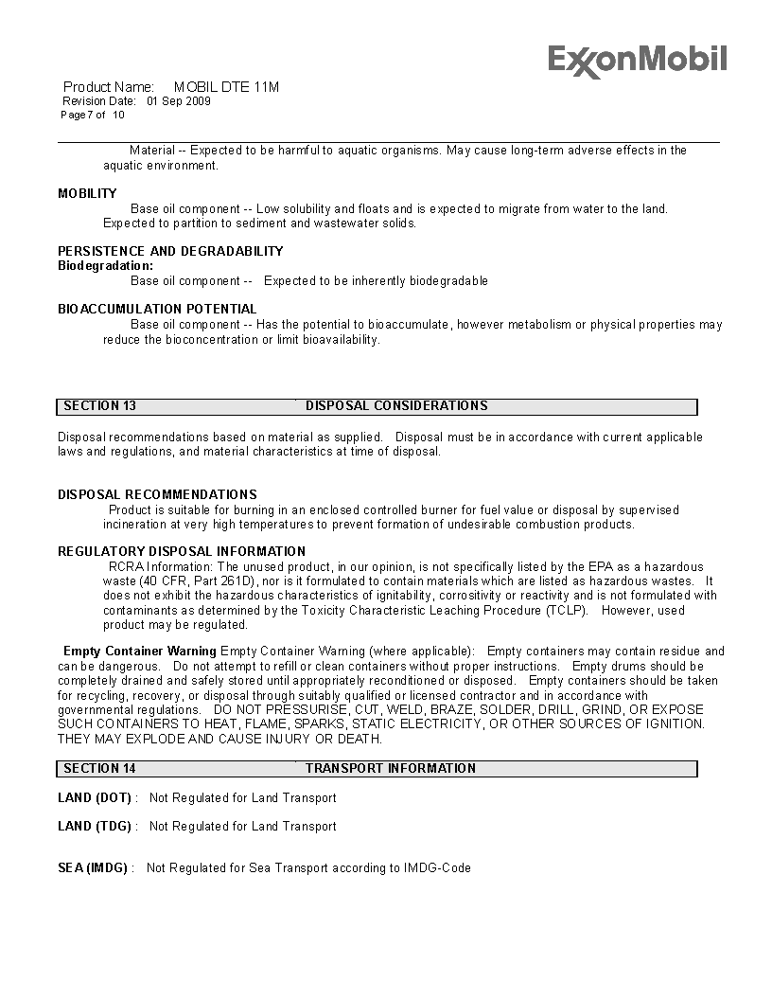 ExxonMobil
Product Name: MOBIL DTE 11M
Revision Date: 01 Sep 2009
Page 7 of 10
Material -- Expected to be harmful to aquatic organisms. May cause long-term adverse effects in the
aquatic environment.
MOBILITY
Base oil component -- Low solubility and floats and is expected to migrate from water to the land.
Expected to partition to sediment and wastewater solids.
PERSISTENCE AND DEGRADABILITY
Biodegradation:
Base oil component -- Expected to be inherently biodegradable
BIOACCUMULATION POTENTIAL
Base oil component -- Has the potential to bioaccumulate, however metabolism or physical properties may
reduce the bioconcentration or limit bioavailability.
SECTION 13 DISPOSAL CONSIDERATIONS
Disposal recommendations based on material as supplied. Disposal must be in accordance with current applicable
laws and regulations, and material characteristics at time of disposal.
DISPOSAL RECOMMENDATIONS
Product is suitable for burning in an enclosed controlled burner for fuel value or disposal by supervised
incineration at very high temperatures to prevent formation of undesirable combustion products.
REGULATORY DISPOSAL INFORMATION
RCRA Information: The unused product, in our opinion, is not specifically listed by the EPA as a hazardous
waste (40 CFR, Part 261D), nor is it formulated to contain materials which are listed as hazardous wastes. It
does not exhibit the hazardous characteristics of ignitability, corrositivity or reactivity and is not formulated with
contaminants as determined by the Toxicity Characteristic Leaching Procedure (TCLP). However, used
product may be regulated.
Empty Container Warning Empty Container Warning (where applicable): Empty containers may contain residue and
can be dangerous. Do not attempt to refill or clean containers without proper instructions. Empty drums should be
completely drained and safely stored until appropriately reconditioned or disposed. Empty containers should be taken
for recycling, recovery, or disposal through suitably qualified or licensed contractor and in accordance with
governmental regulations. DO NOT PRESSURISE, CUT, WELD, BRAZE, SOLDER, DRILL, GRIND, OR EXPOSE
SUCH CONTAINERS TO HEAT, FLAME, SPARKS, STATIC ELECTRICITY, OR OTHER SOURCES OF IGNITION.
THEY MAY EXPLODE AND CAUSE INJURY OR DEATH.
SECTION 14 TRANSPORT INFORMATION
LAND (DOT) : Not Regulated for Land Transport
LAND (TDG) : Not Regulated for Land Transport
SEA (IMDG) : Not Regulated for Sea Transport according to IMDG-Code